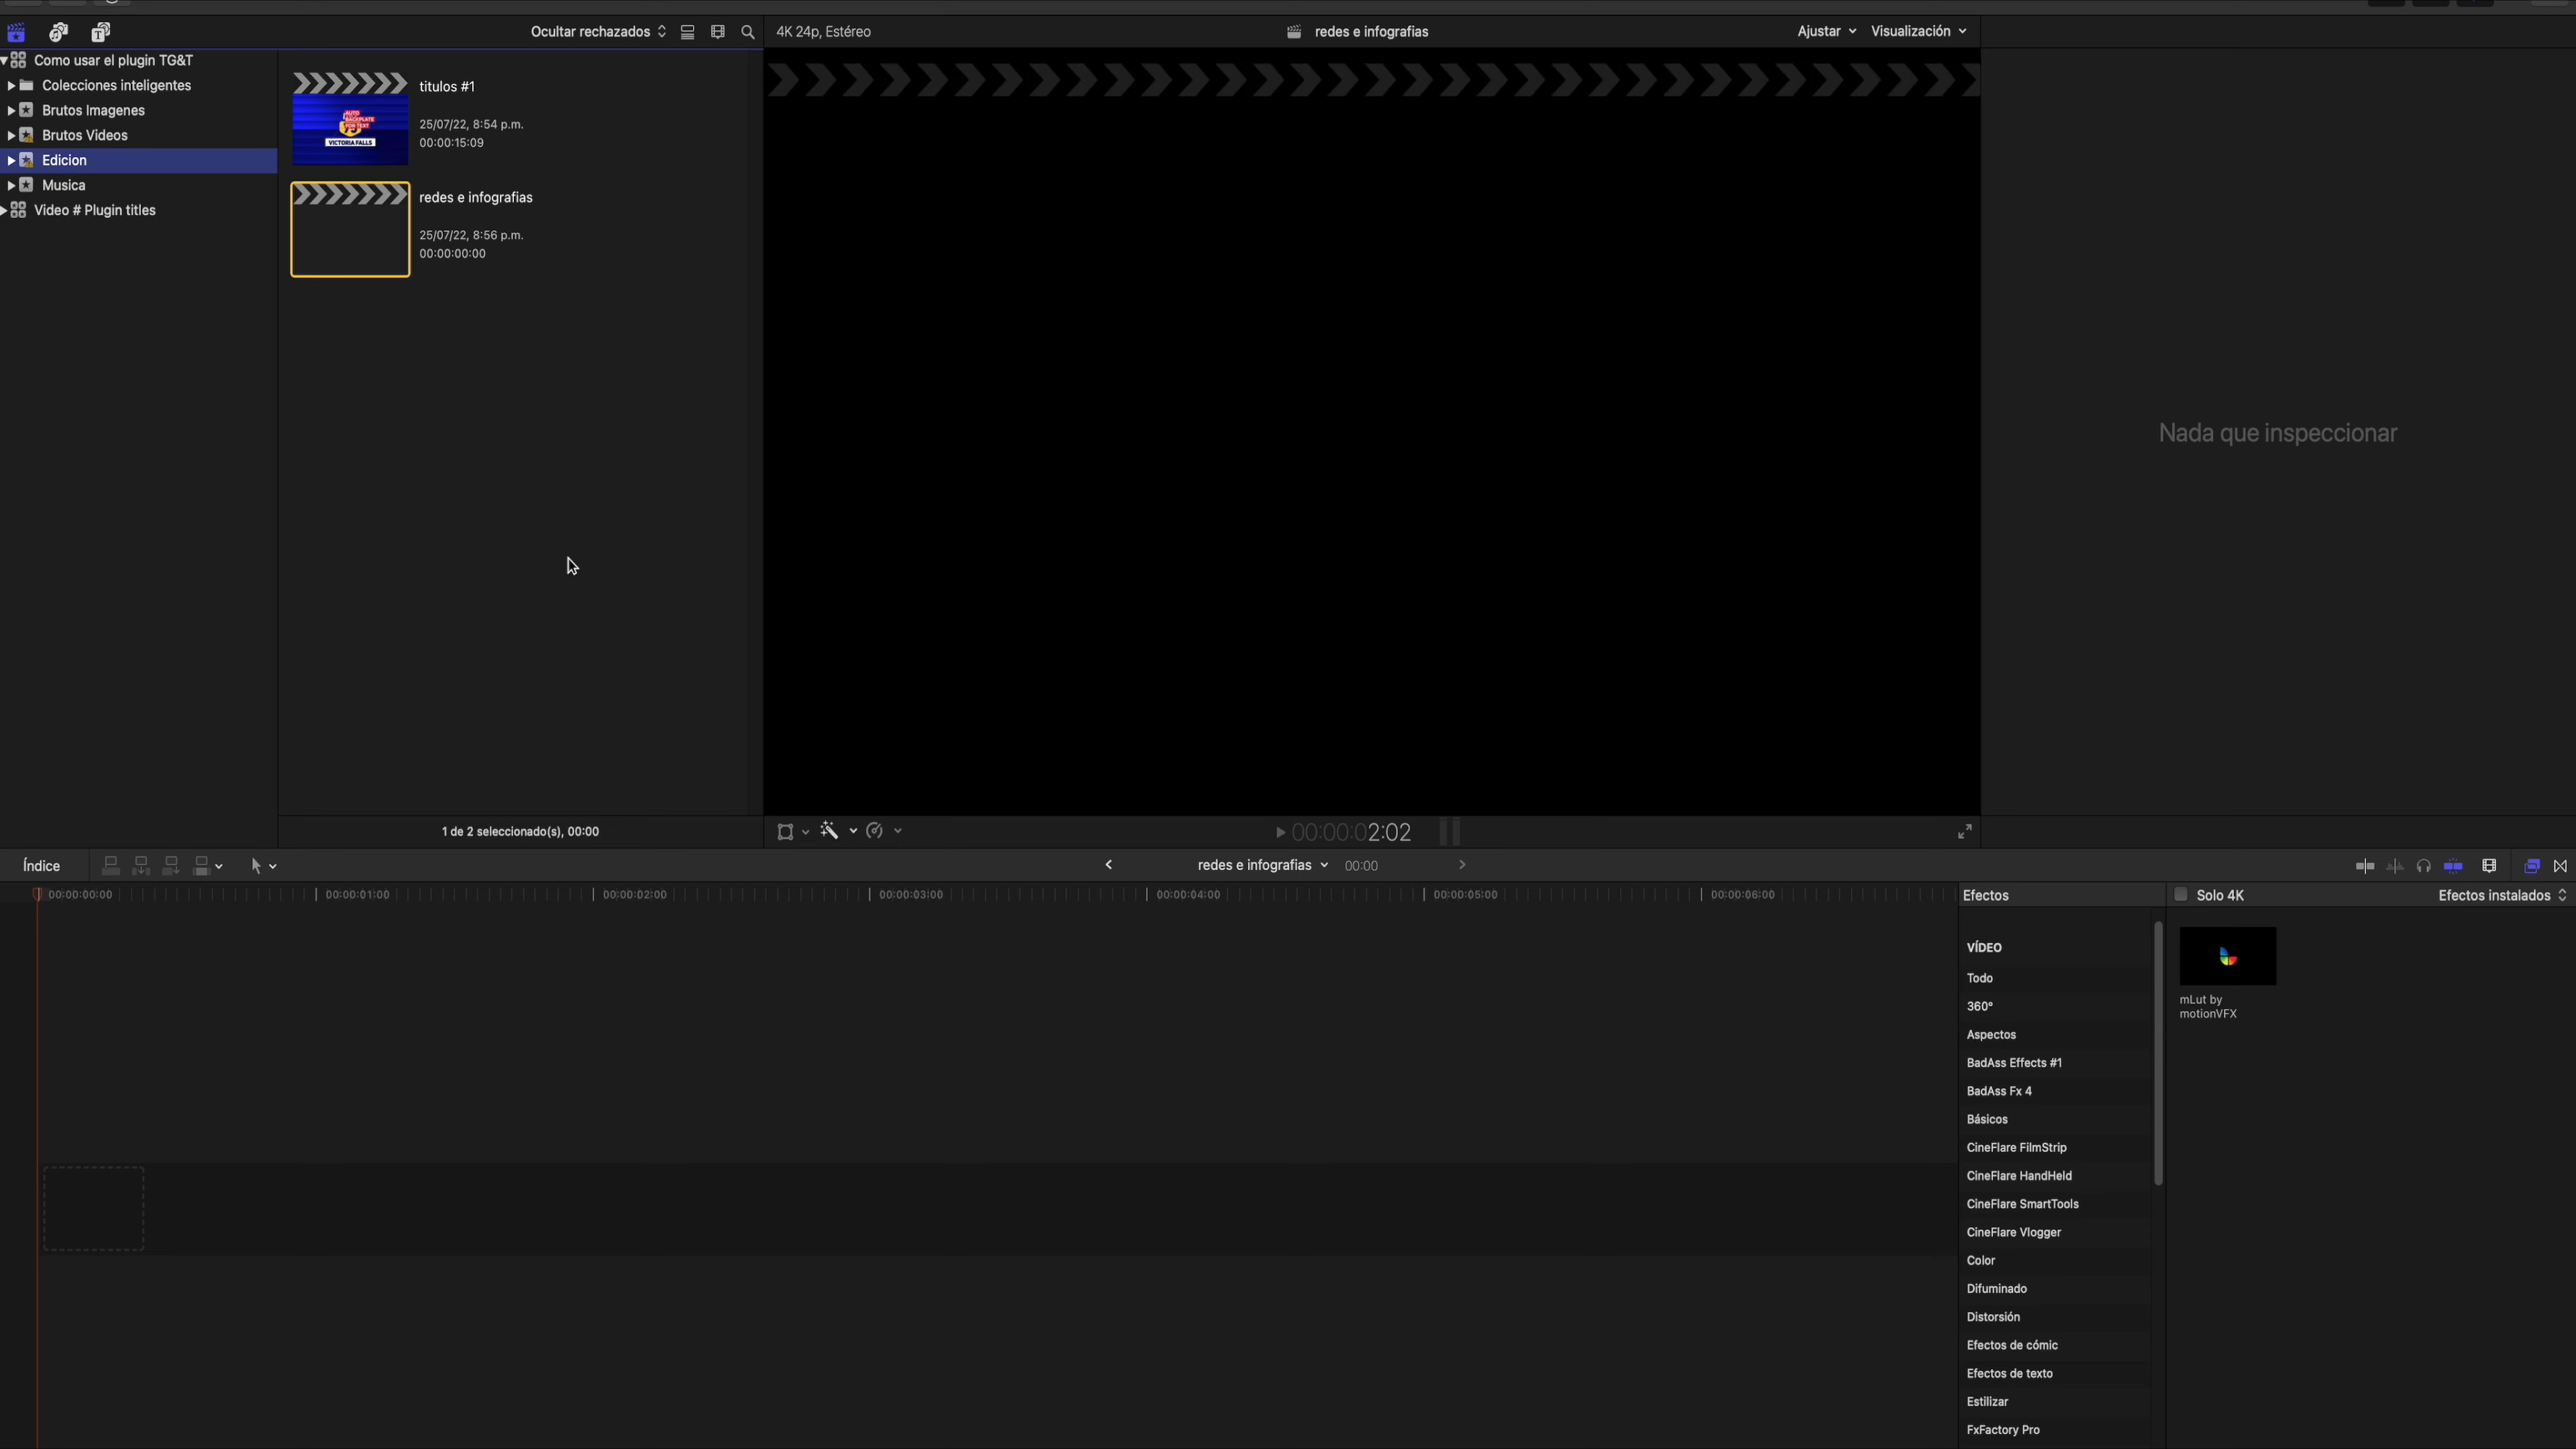 Ocultar rechazados
4K 24p, Estéreo
redes e infografias
Ajustar
Visualización
Como usar el plugin TG&T
Colecciones inteligentes
Brutos Imagenes
Brutos Videos
Edicion
Musica
Video # Plugin titles
AUTO
BACKPLATE
FOR TEXT
VICTORIA FALLS
titulos #1
25/07/22, 8:54 p.m.
00:00:15:09
redes e infografias
25/07/22, 8:56 p.m.
00:00:00:00
Nada que inspeccionar
1 de 2 seleccionado(s), 00:00
00:00:02:02
Índice
redes e infografias
00:00
00:00:00:00
00:00:01:00
00:00:02:00
00:00:03:00
00:00:04:00
00:00:05:00
00:00:06:00
Efectos
Solo 4K
Efectos instalados
VÍDEO
Todo
360°
Aspectos
BadAss Effects #1
BadAss Fx 4
Básicos
CineFlare FilmStrip
CineFlare HandHeld
CineFlare SmartTools
CineFlare Vlogger
Color
Difuminado
Distorsión
Efectos de cómic
Efectos de texto
Estilizar
FxFactory Pro
mLut by
motionVFX